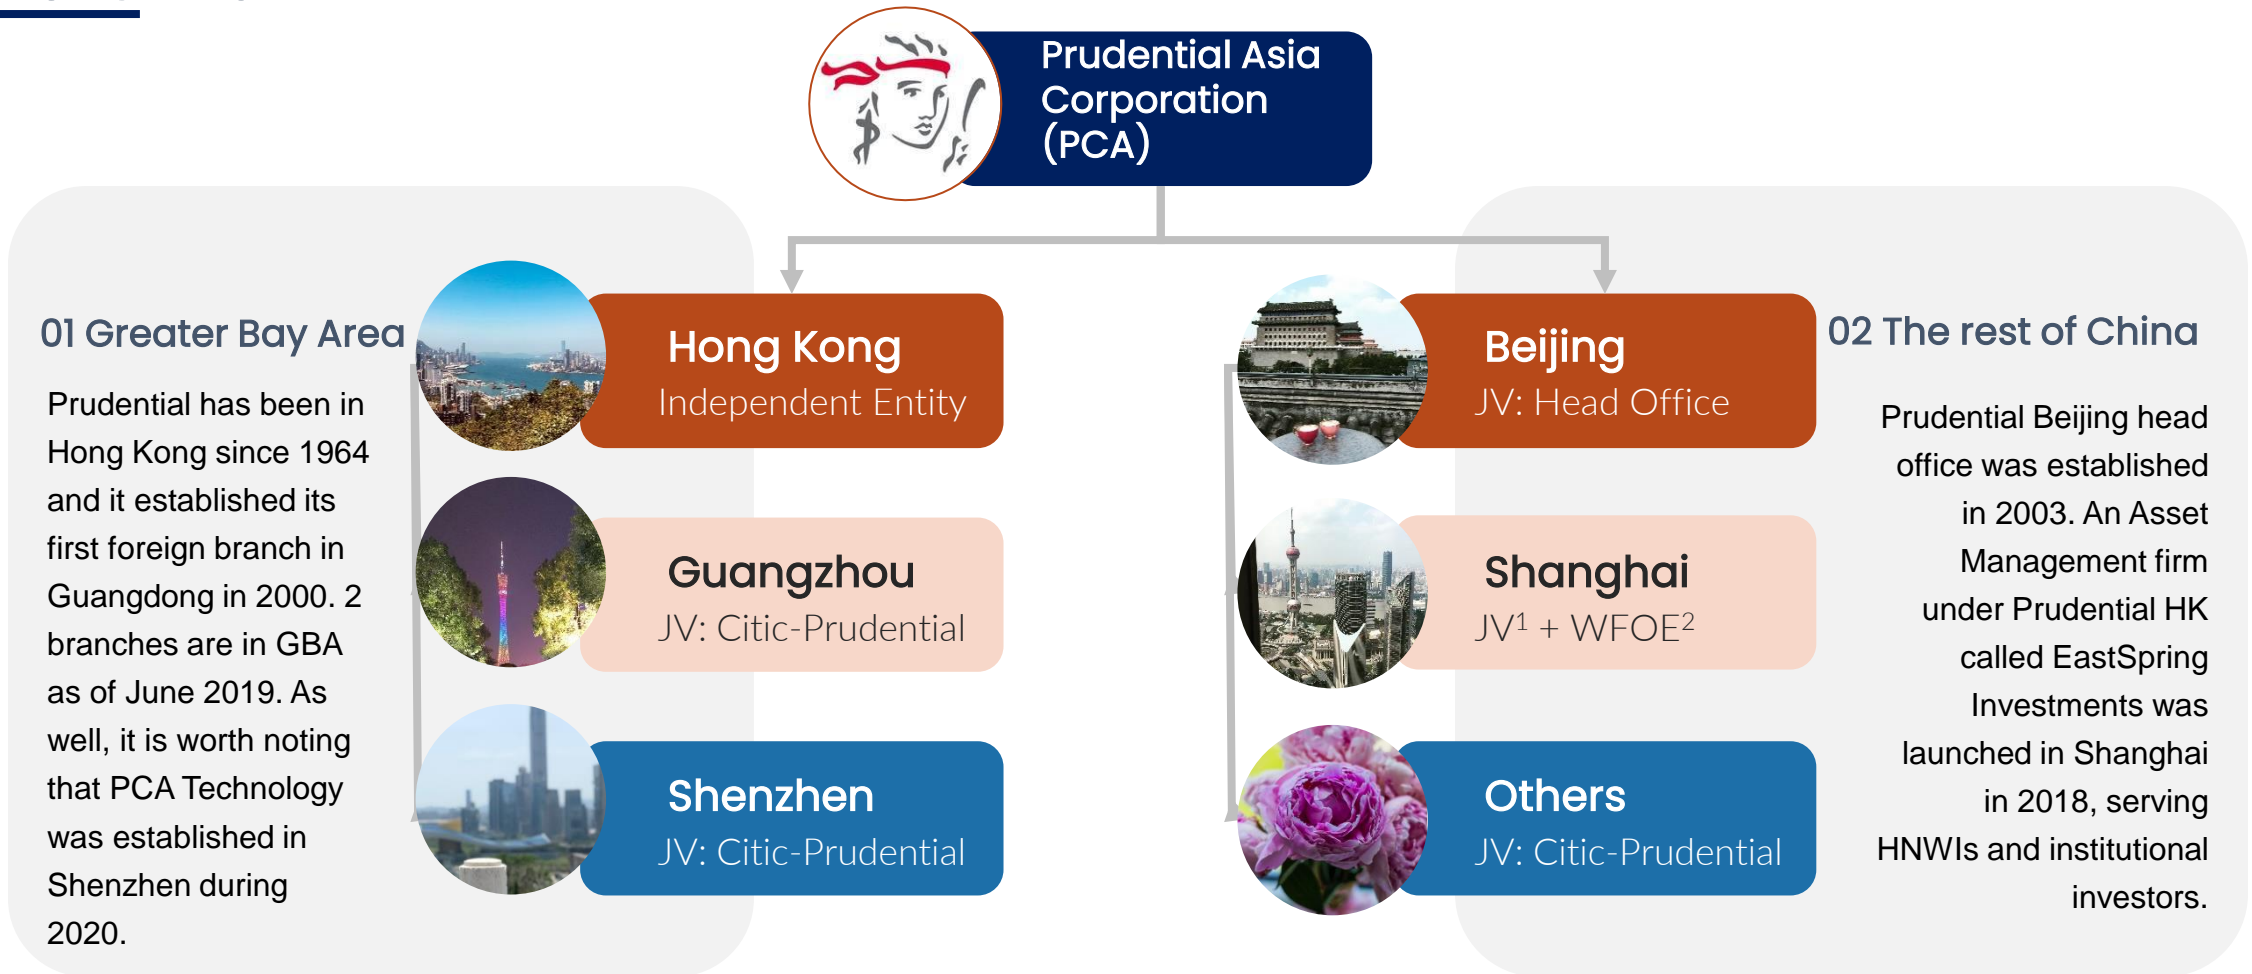 Prudential Asia
Corporation
(PCA)
01 Greater Bay Area
Prudential has been in
Hong Kong since 1964
and it established its
first foreign branch in
Guangdong in 2000. 2
branches are in GBA
as of June 2019. As
well, it is worth noting
that PCA Technology
was established in
Shenzhen during
2020.
Hong Kong
Independent Entity
Guangzhou
JV: Citic-Prudential
Shenzhen
JV: Citic-Prudential
Beijing
JV: Head Office
Shanghai
JV¹ + WFOE²
Others
JV: Citic-Prudential
02 The rest of China
Prudential Beijing head
office was established
in 2003. An Asset
Management firm
under Prudential HK
called EastSpring
Investments was
launched in Shanghai
in 2018, serving
HNWIs and institutional
investors.